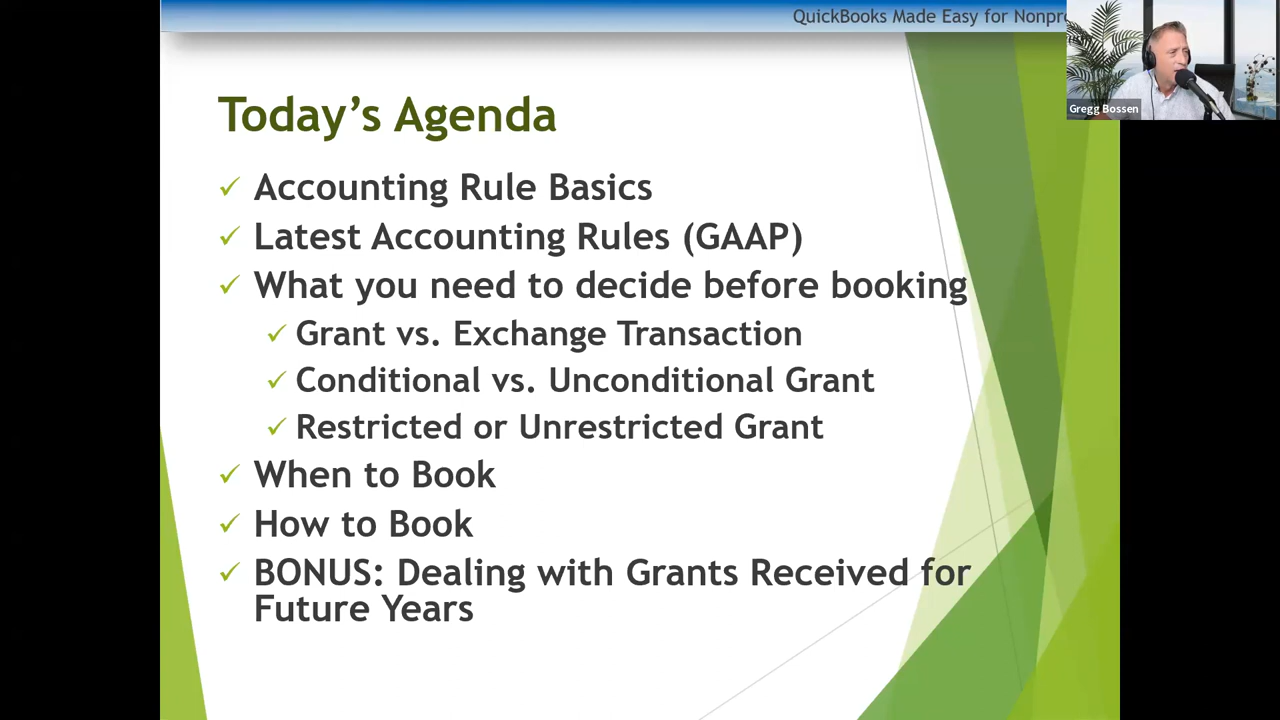 QuickBooks Made Easy for
Gregg Bossen
Today's Agenda
✓ Accounting Rule Basics
✓ Latest Accounting Rules (GAAP)
✓ What you need to decide before booking
✓ Grant vs. Exchange Transaction
✓ Conditional vs. Unconditional Grant
✓ Restricted or Unrestricted Grant
✓ When to Book
✓ How to Book
✓ BONUS: Dealing with Grants Received for
Future Years